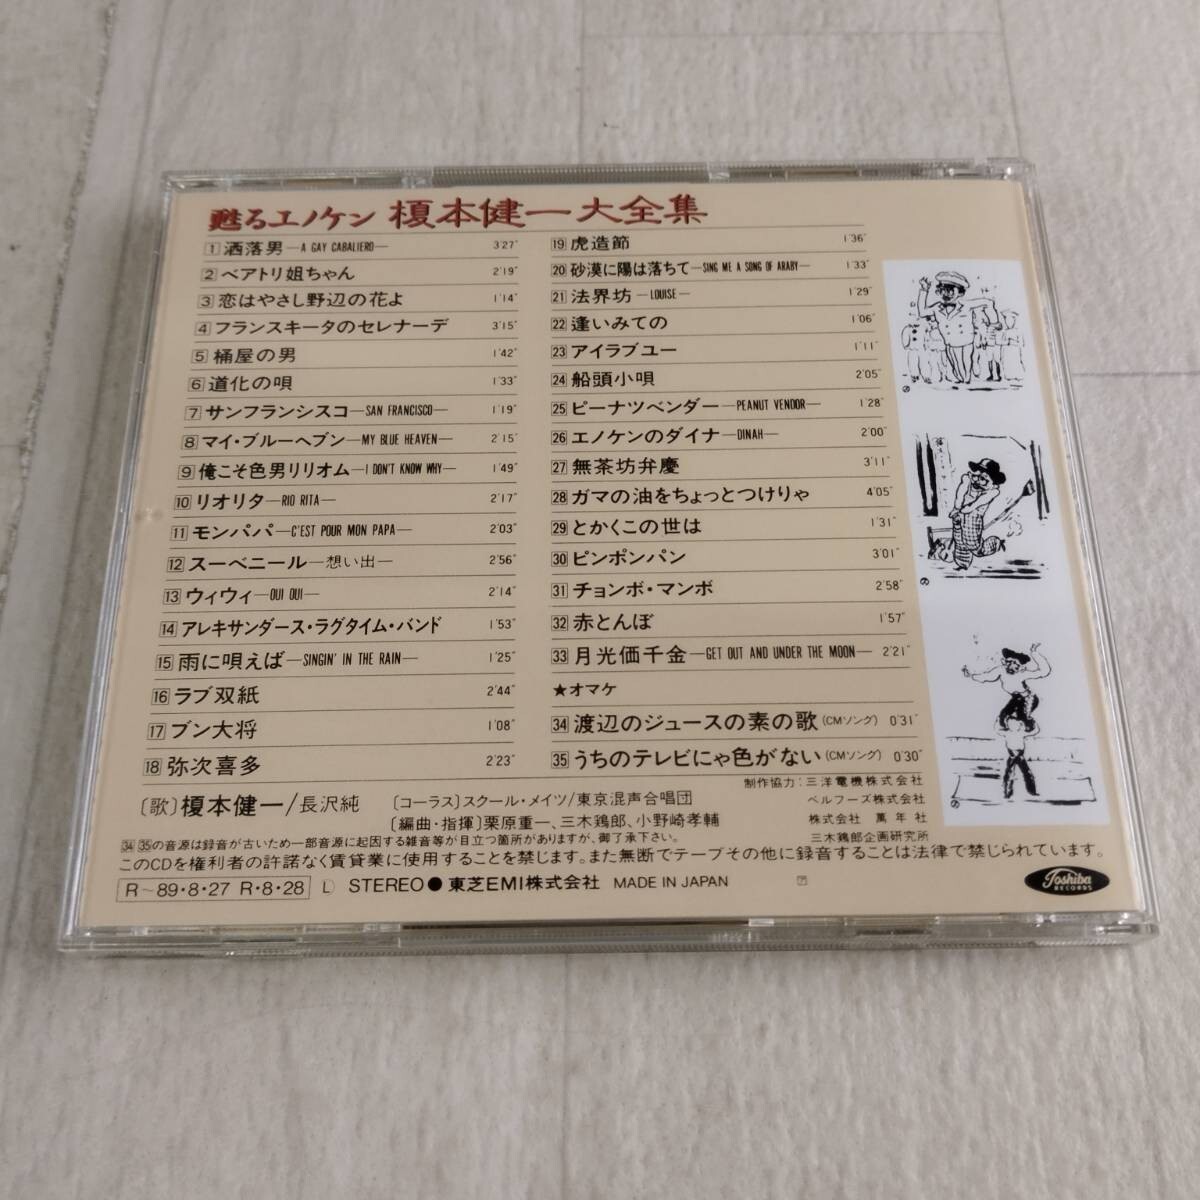 甦るエノケン 榎本健一大全集
1 洒落男—A GAY CABALIERO— 3'27"
2 ベアトリ姐ちゃん 2'19"
3 恋はやさし野辺の花よ 1'14"
4 フランスキータのセレナーデ 3'15"
5 桶屋の男 1'42"
6 道化の唄 1'33"
7 サンフランシスコ—SAN FRANCISCO— 1'19"
8 マイ・ブルーヘブン—MY BLUE HEAVEN— 2'15"
9 俺こそ色男リリオム—I DON'T KNOW WHY— 1'49"
10 リオリタ—RIO RITA— 2'17"
11 モンパパ—C'EST POUR MON PAPA— 2'03"
12 スーベニール—想い出— 2'56"
13 ウィウィ—OUI OUI— 2'14"
14 アレキサンダース・ラグタイム・バンド 1'53"
15 雨に唄えば—SINGIN' IN THE RAIN— 1'25"
16 ラブ双紙 2'44"
17 ブン大将 1'08"
18 弥次喜多 2'23"
19 虎造節 1'36"
20 砂漠に陽は落ちて—SING ME A SONG OF ARABY— 1'33"
21 法界坊—LOUISE— 1'29"
22 逢いみての 1'06"
23 アイラブユー 1'11"
24 船頭小唄 2'05"
25 ピーナツベンダー—PEANUT VENDOR— 1'28"
26 エノケンのダイナ—DINAH— 2'00"
27 無茶坊弁慶 3'11"
28 ガマの油をちょっとつけりゃ 4'05"
29 とかくこの世は 1'31"
30 ピンポンパン 3'01"
31 チョンボ・マンボ 2'58"
32 赤とんぼ 1'57"
33 月光価千金—GET OUT AND UNDER THE MOON— 2'21"
★オマケ
34 渡辺のジュースの素の歌(CMソング) 0'31"
35 うちのテレビにゃ色がない(CMソング) 0'30"
〔歌〕榎本健一/長沢純
〔コーラス〕スクール・メイツ/東京混声合唱団
〔編曲・指揮〕栗原重一、三木鶏郎、小野崎孝輔
制作協力:三洋電機株式会社
ベルフーズ株式会社
株式会社 萬年社
三木鶏郎企画研究所
34 35の音源は録音が古いため一部音源に起因する雑音等が目立つ箇所がありますが、御了承下さい。
このCDを権利者の許諾なく賃貸業に使用することを禁じます。また無断でテープその他に録音することは法律で禁じられています。
R〜89・8・27 R・8・28 D STEREO● 東芝EMI株式会社 MADE IN JAPAN
Toshiba
RECORDS